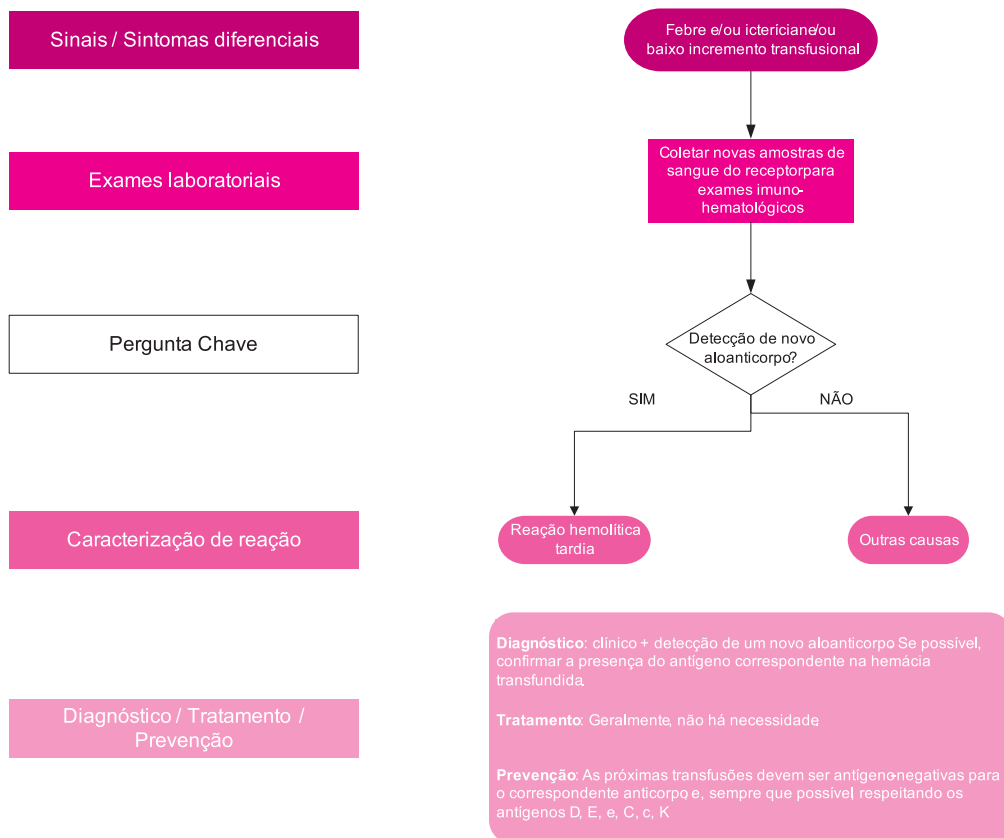 Sinais / Sintomas diferenciais
Febre e/ou icteríciane/ou
baixo incremento transfusional
Exames laboratoriais
Coletar novas amostras de
sangue do receptorpara
exames imuno-
hematológicos
Pergunta Chave
Detecção de novo
aloanticorpo?
SIM
NÃO
Caracterização de reação
Reação hemolítica
tardia
Outras causas
Diagnóstico / Tratamento /
Prevenção
Diagnóstico: clínico + detecção de um novo aloanticorpo. Se possível,
confirmar a presença do antígeno correspondente na hemácia
transfundida.
Tratamento: Geralmente, não há necessidade.
Prevenção: As próximas transfusões devem ser antígeno-negativas para
o correspondente anticorpo, e, sempre que possível, respeitando os
antígenos D, E, e, C, c, K